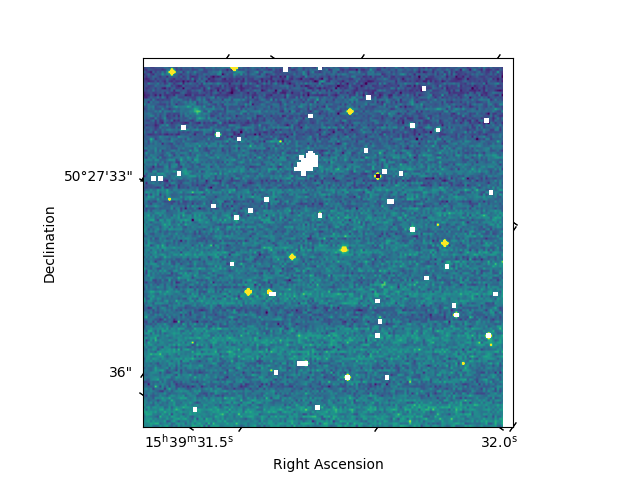 50°27'33"
Declination
36"
15ʰ39ᵐ31.5ˢ
32.0ˢ
Right Ascension